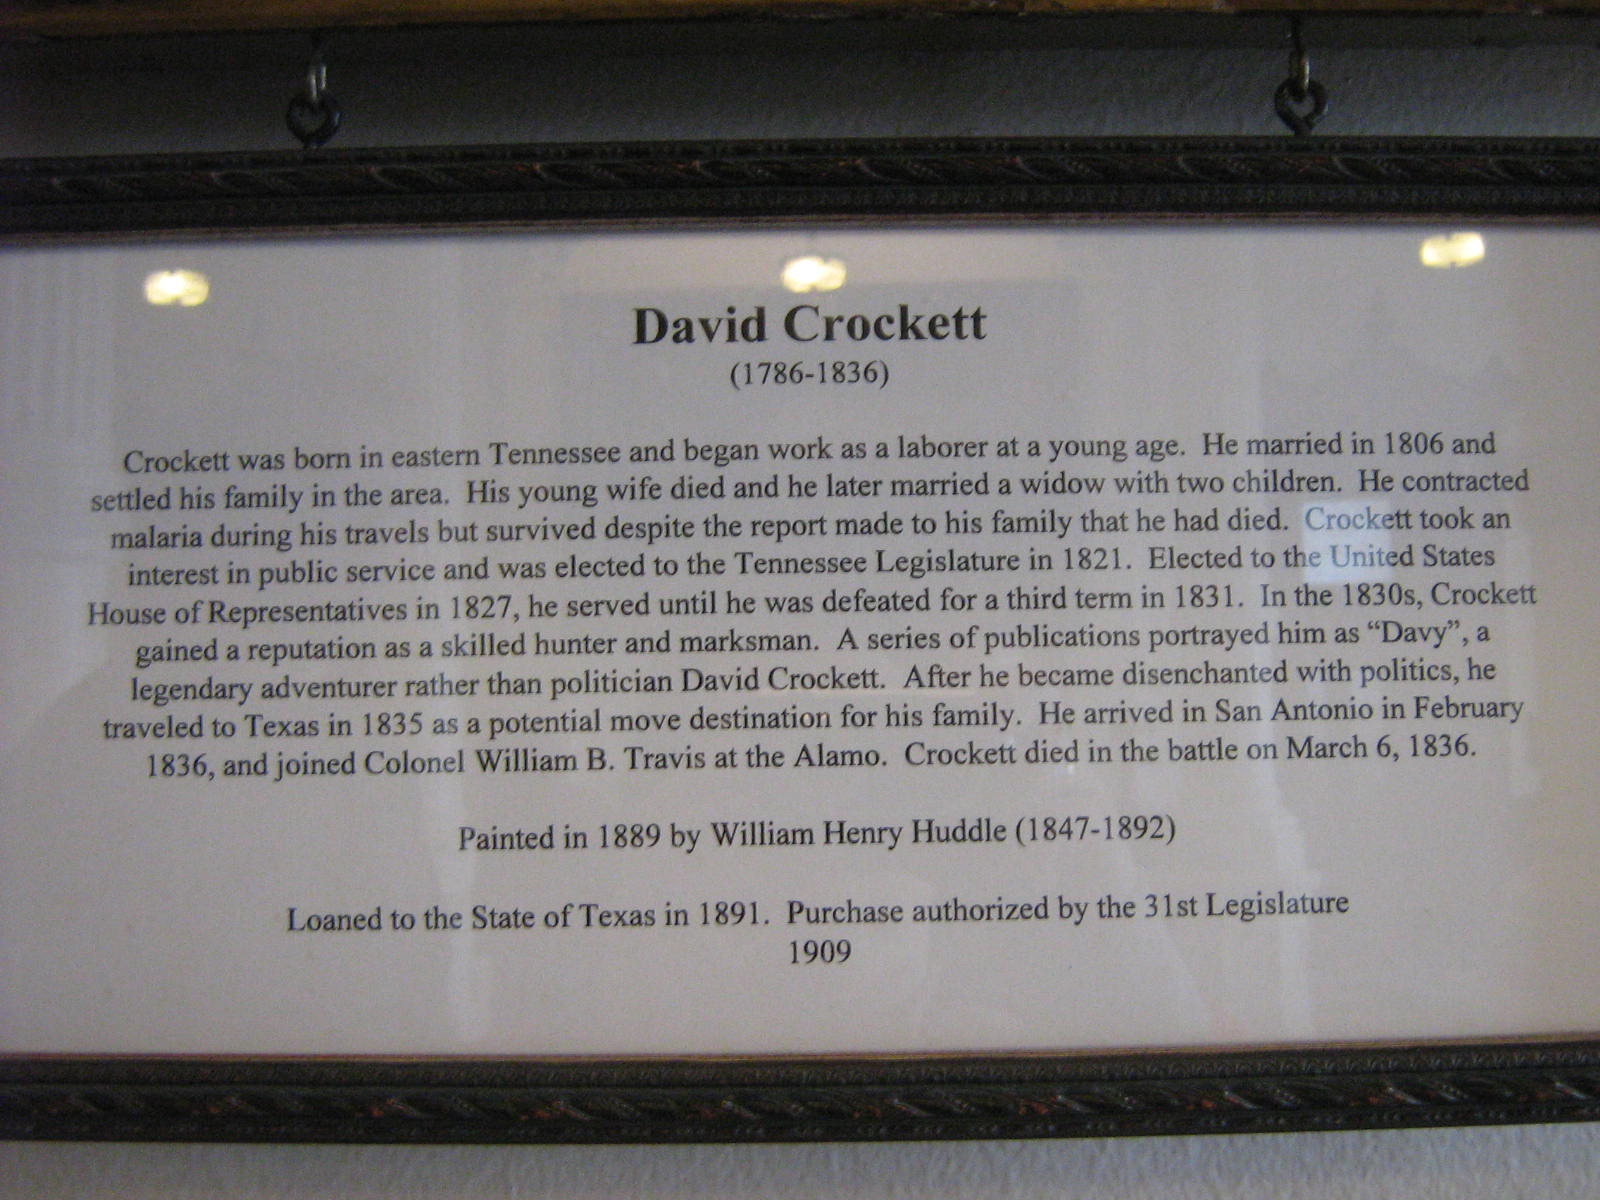 David Crockett
(1786-1836)
Crockett was born in eastern Tennessee and began work as a laborer at a young age. He married in 1806 and
settled his family in the area. His young wife died and he later married a widow with two children. He contracted
malaria during his travels but survived despite the report made to his family that he had died. Crockett took an
interest in public service and was elected to the Tennessee Legislature in 1821. Elected to the United States
House of Representatives in 1827, he served until he was defeated for a third term in 1831. In the 1830s, Crockett
gained a reputation as a skilled hunter and marksman. A series of publications portrayed him as “Davy”, a
legendary adventurer rather than politician David Crockett. After he became disenchanted with politics, he
traveled to Texas in 1835 as a potential move destination for his family. He arrived in San Antonio in February
1836, and joined Colonel William B. Travis at the Alamo. Crockett died in the battle on March 6, 1836.
Painted in 1889 by William Henry Huddle (1847-1892)
Loaned to the State of Texas in 1891. Purchase authorized by the 31st Legislature
1909